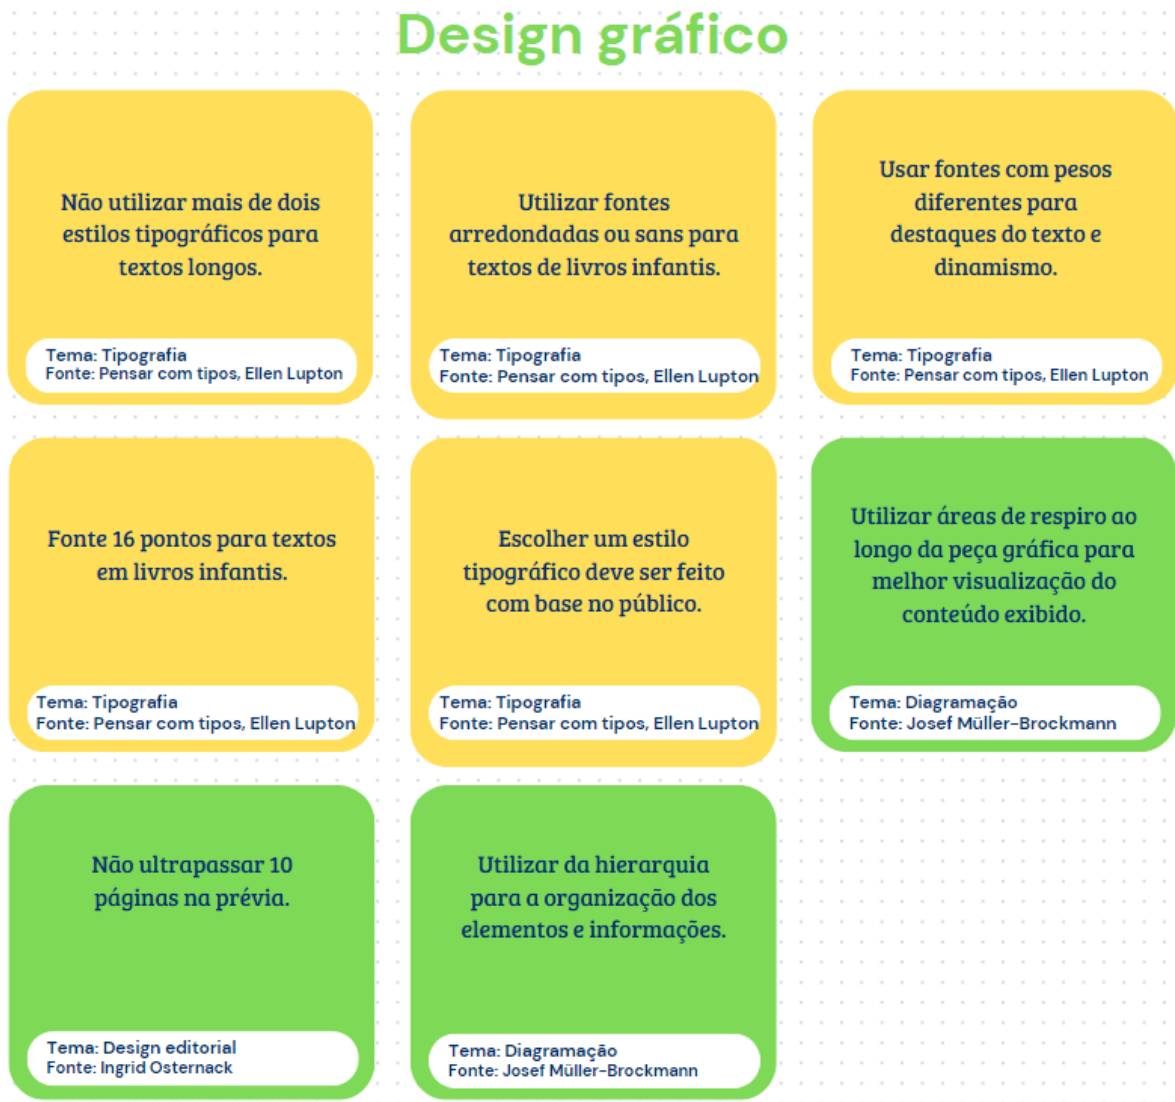 Design gráfico
Não utilizar mais de dois
estilos tipográficos para
textos longos.
Tema: Tipografia
Fonte: Pensar com tipos, Ellen Lupton
Utilizar fontes
arredondadas ou sans para
textos de livros infantis.
Tema: Tipografia
Fonte: Pensar com tipos, Ellen Lupton
Usar fontes com pesos
diferentes para
destaques do texto e
dinamismo.
Tema: Tipografia
Fonte: Pensar com tipos, Ellen Lupton
Fonte 16 pontos para textos
em livros infantis.
Tema: Tipografia
Fonte: Pensar com tipos, Ellen Lupton
Escolher um estilo
tipográfico deve ser feito
com base no público.
Tema: Tipografia
Fonte: Pensar com tipos, Ellen Lupton
Utilizar áreas de respiro ao
longo da peça gráfica para
melhor visualização do
conteúdo exibido.
Tema: Diagramação
Fonte: Josef Müller-Brockmann
Não ultrapassar 10
páginas na prévia.
Tema: Design editorial
Fonte: Ingrid Osternack
Utilizar da hierarquia
para a organização dos
elementos e informações.
Tema: Diagramação
Fonte: Josef Müller-Brockmann